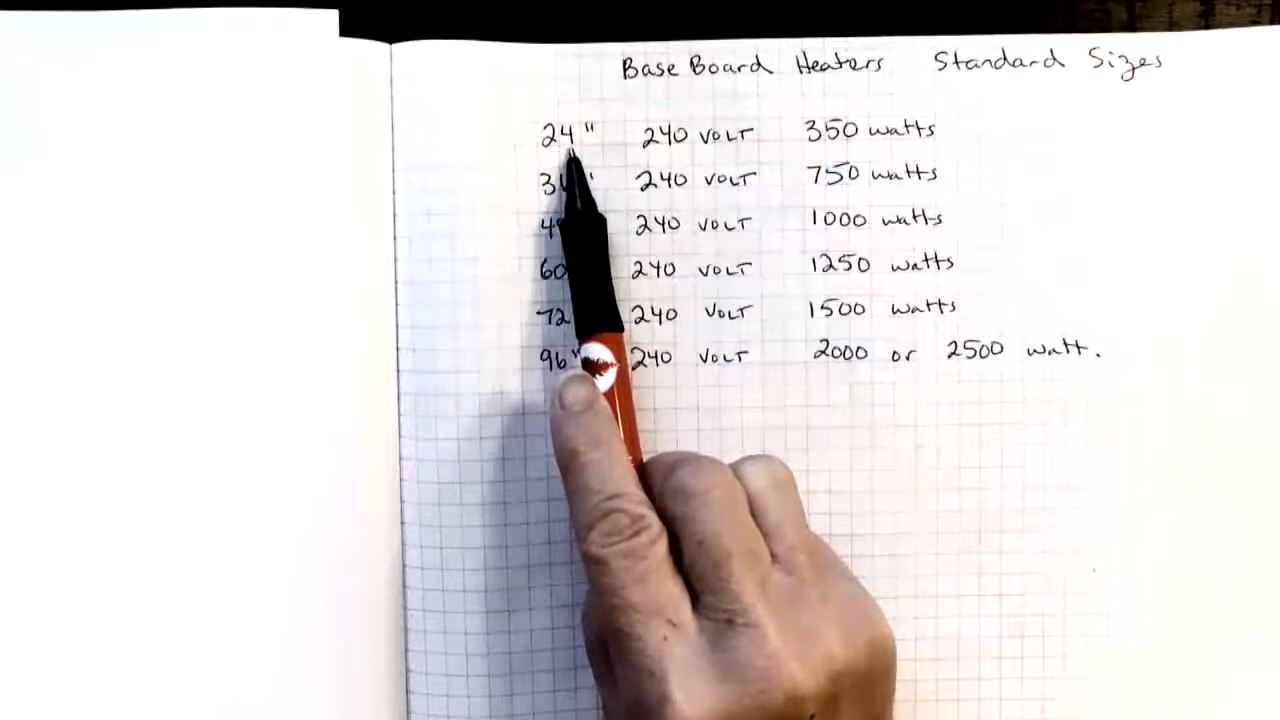 Base Board Heaters Standard Sizes
24" 240 VOLT 350 watts
240 VOLT 750 watts
240 VOLT 1000 watts
60 240 VOLT 1250 watts
72 240 VOLT 1500 watts
96" 240 VOLT 2000 or 2500 watt.